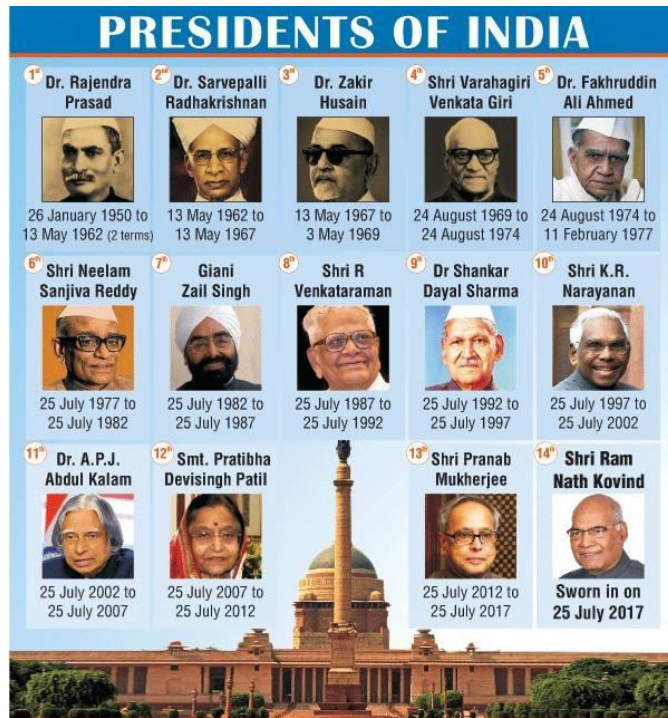 PRESIDENTS OF INDIA
1st Dr. Rajendra
Prasad
26 January 1950 to
13 May 1962 (2 terms)
2nd Dr. Sarvepalli
Radhakrishnan
13 May 1962 to
13 May 1967
3rd Dr. Zakir
Husain
13 May 1967 to
3 May 1969
4th Shri Varahagiri
Venkata Giri
24 August 1969 to
24 August 1974
5th Dr. Fakhruddin
Ali Ahmed
24 August 1974 to
11 February 1977
6th Shri Neelam
Sanjiva Reddy
25 July 1977 to
25 July 1982
7th Giani
Zail Singh
25 July 1982 to
25 July 1987
8th Shri R
Venkataraman
25 July 1987 to
25 July 1992
9th Dr Shankar
Dayal Sharma
25 July 1992 to
25 July 1997
10th Shri K.R.
Narayanan
25 July 1997 to
25 July 2002
11th Dr. A.P.J.
Abdul Kalam
25 July 2002 to
25 July 2007
12th Smt. Pratibha
Devisingh Patil
25 July 2007 to
25 July 2012
13th Shri Pranab
Mukherjee
25 July 2012 to
25 July 2017
14th Shri Ram
Nath Kovind
Sworn in on
25 July 2017